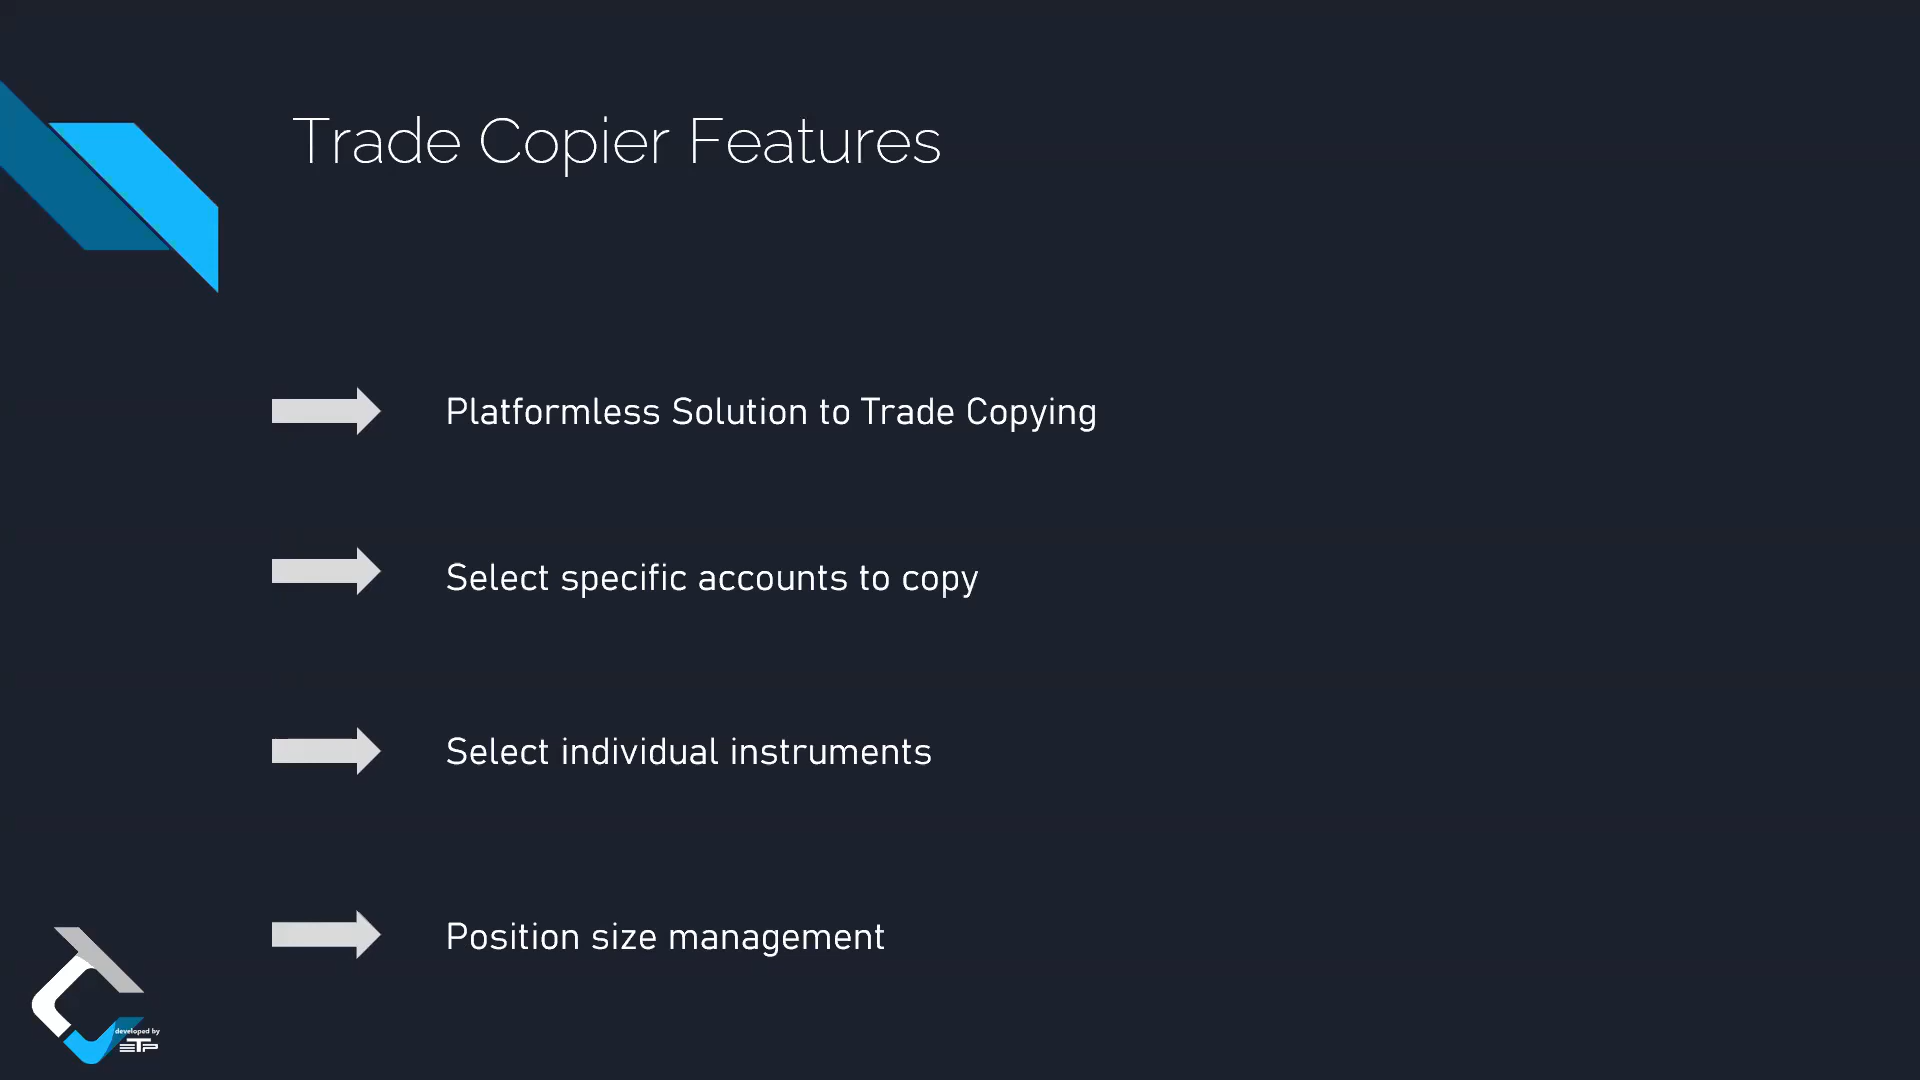 Trade Copier Features
Platformless Solution to Trade Copying
Select specific accounts to copy
Select individual instruments
Position size management
developed by
ETP